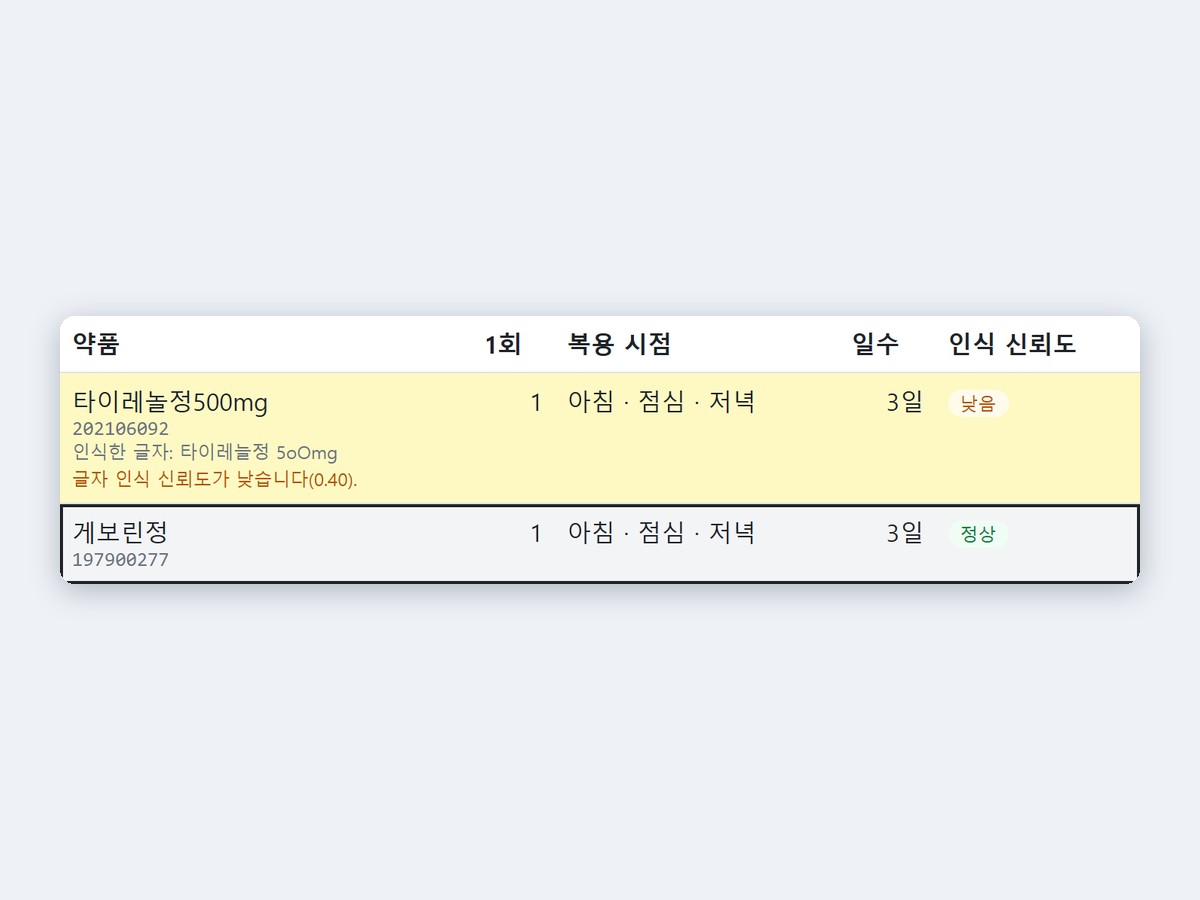 약품 1회 복용 시점 일수 인식 신뢰도
타이레놀정500mg 1 아침 · 점심 · 저녁 3일 낮음
202106092
인식한 글자: 타이레늘정 5oOmg
글자 인식 신뢰도가 낮습니다(0.40).
게보린정 1 아침 · 점심 · 저녁 3일 정상
197900277